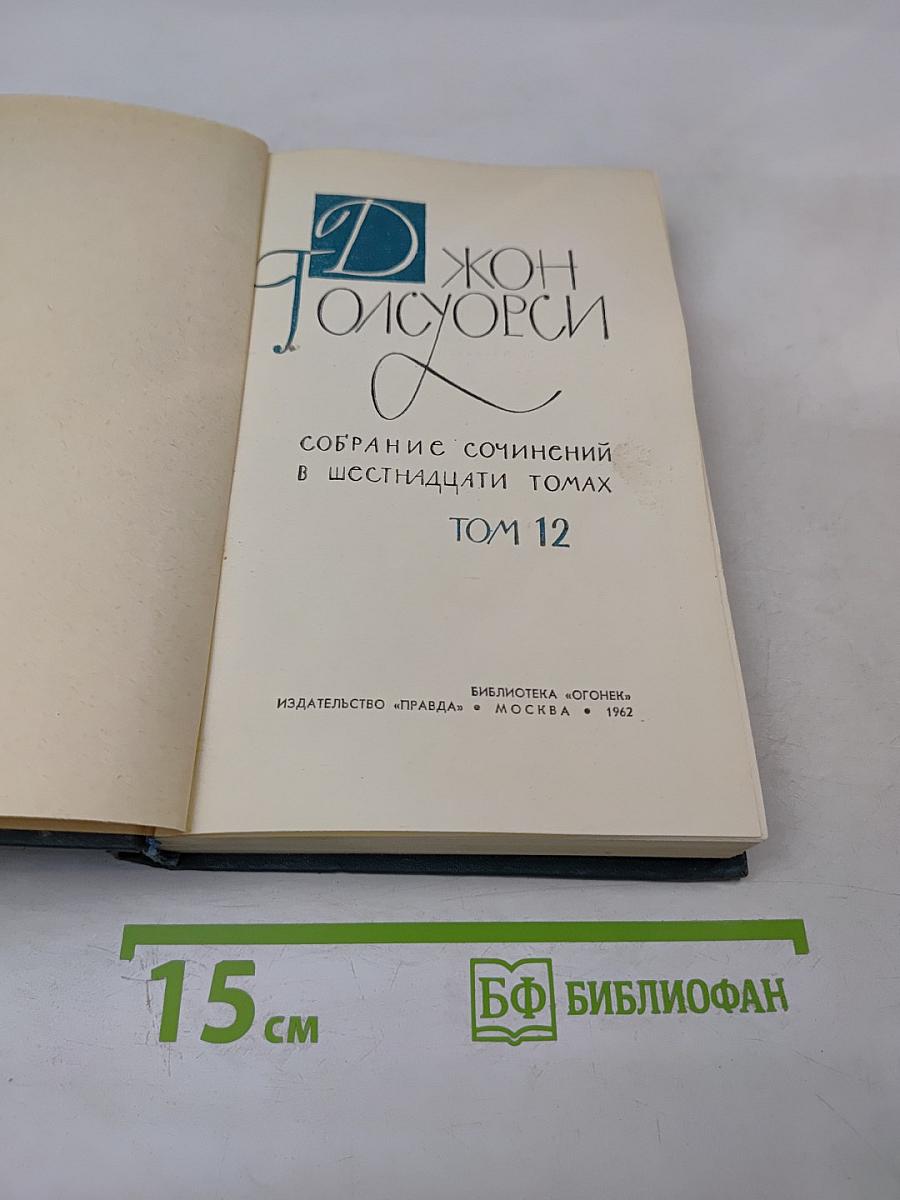 ДЖОН
ГОЛСУОРСИ
СОБРАНИЕ СОЧИНЕНИЙ
В ШЕСТНАДЦАТИ ТОМАХ
ТОМ 12
БИБЛИОТЕКА «ОГОНЕК»
ИЗДАТЕЛЬСТВО «ПРАВДА» • МОСКВА • 1962
15 см
БФ БИБЛИОФАН